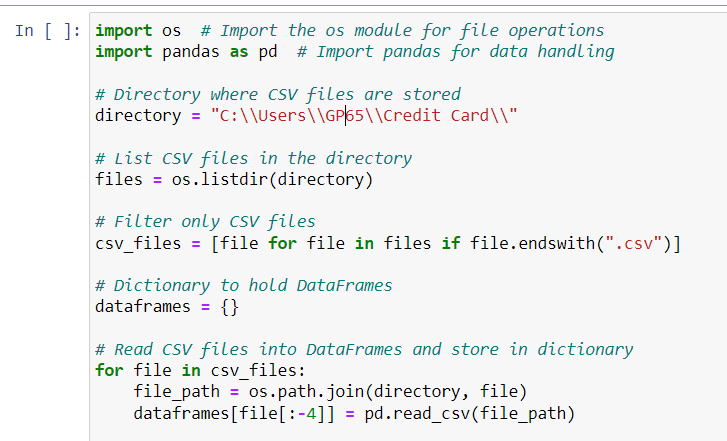 In [ ]: import os  # Import the os module for file operations
import pandas as pd  # Import pandas for data handling
# Directory where CSV files are stored
directory = "C:\\Users\\GP65\\Credit Card\\"
# List CSV files in the directory
files = os.listdir(directory)
# Filter only CSV files
csv_files = [file for file in files if file.endswith(".csv")]
# Dictionary to hold DataFrames
dataframes = {}
# Read CSV files into DataFrames and store in dictionary
for file in csv_files:
    file_path = os.path.join(directory, file)
    dataframes[file[:-4]] = pd.read_csv(file_path)